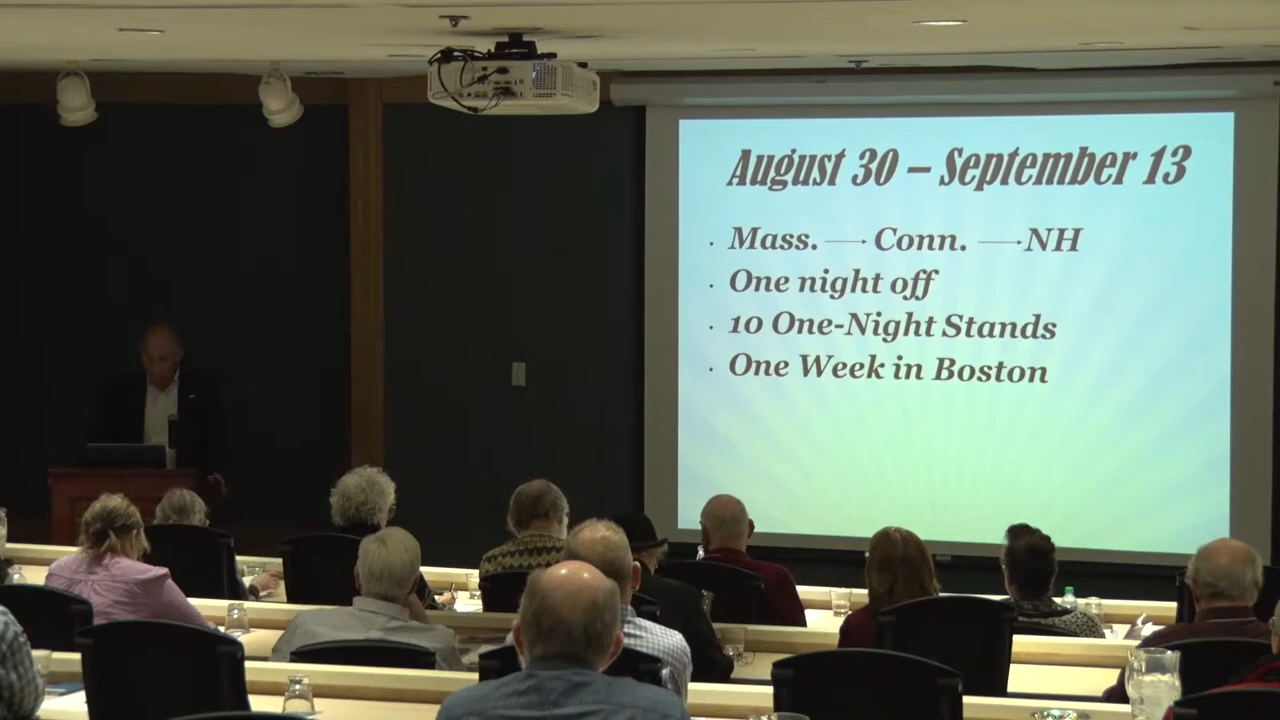 August 30 – September 13
· Mass. → Conn. → NH
· One night off
· 10 One-Night Stands
· One Week in Boston